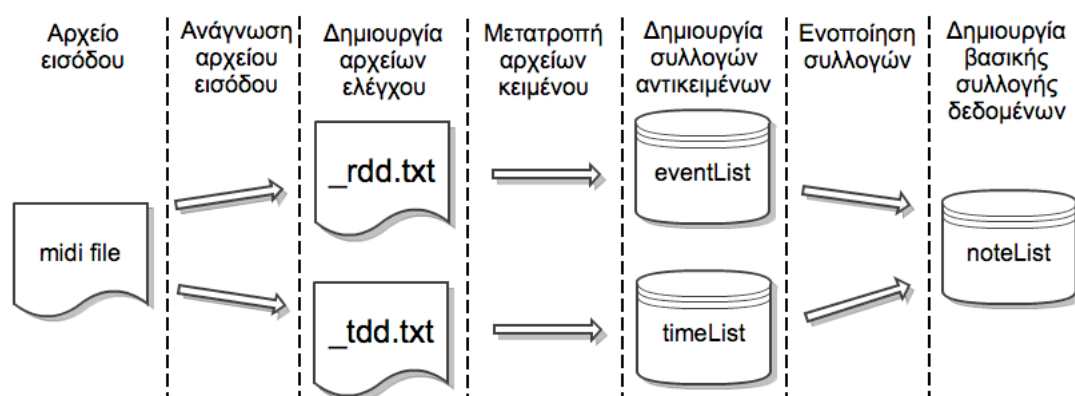 Αρχείο
εισόδου
Ανάγνωση
αρχείου
εισόδου
Δημιουργία
αρχείων
ελέγχου
Μετατροπή
αρχείων
κειμένου
Δημιουργία
συλλογών
αντικειμένων
Ενοποίηση
συλλογών
Δημιουργία
βασικής
συλλογής
δεδομένων
midi file
_rdd.txt
_tdd.txt
eventList
timeList
noteList